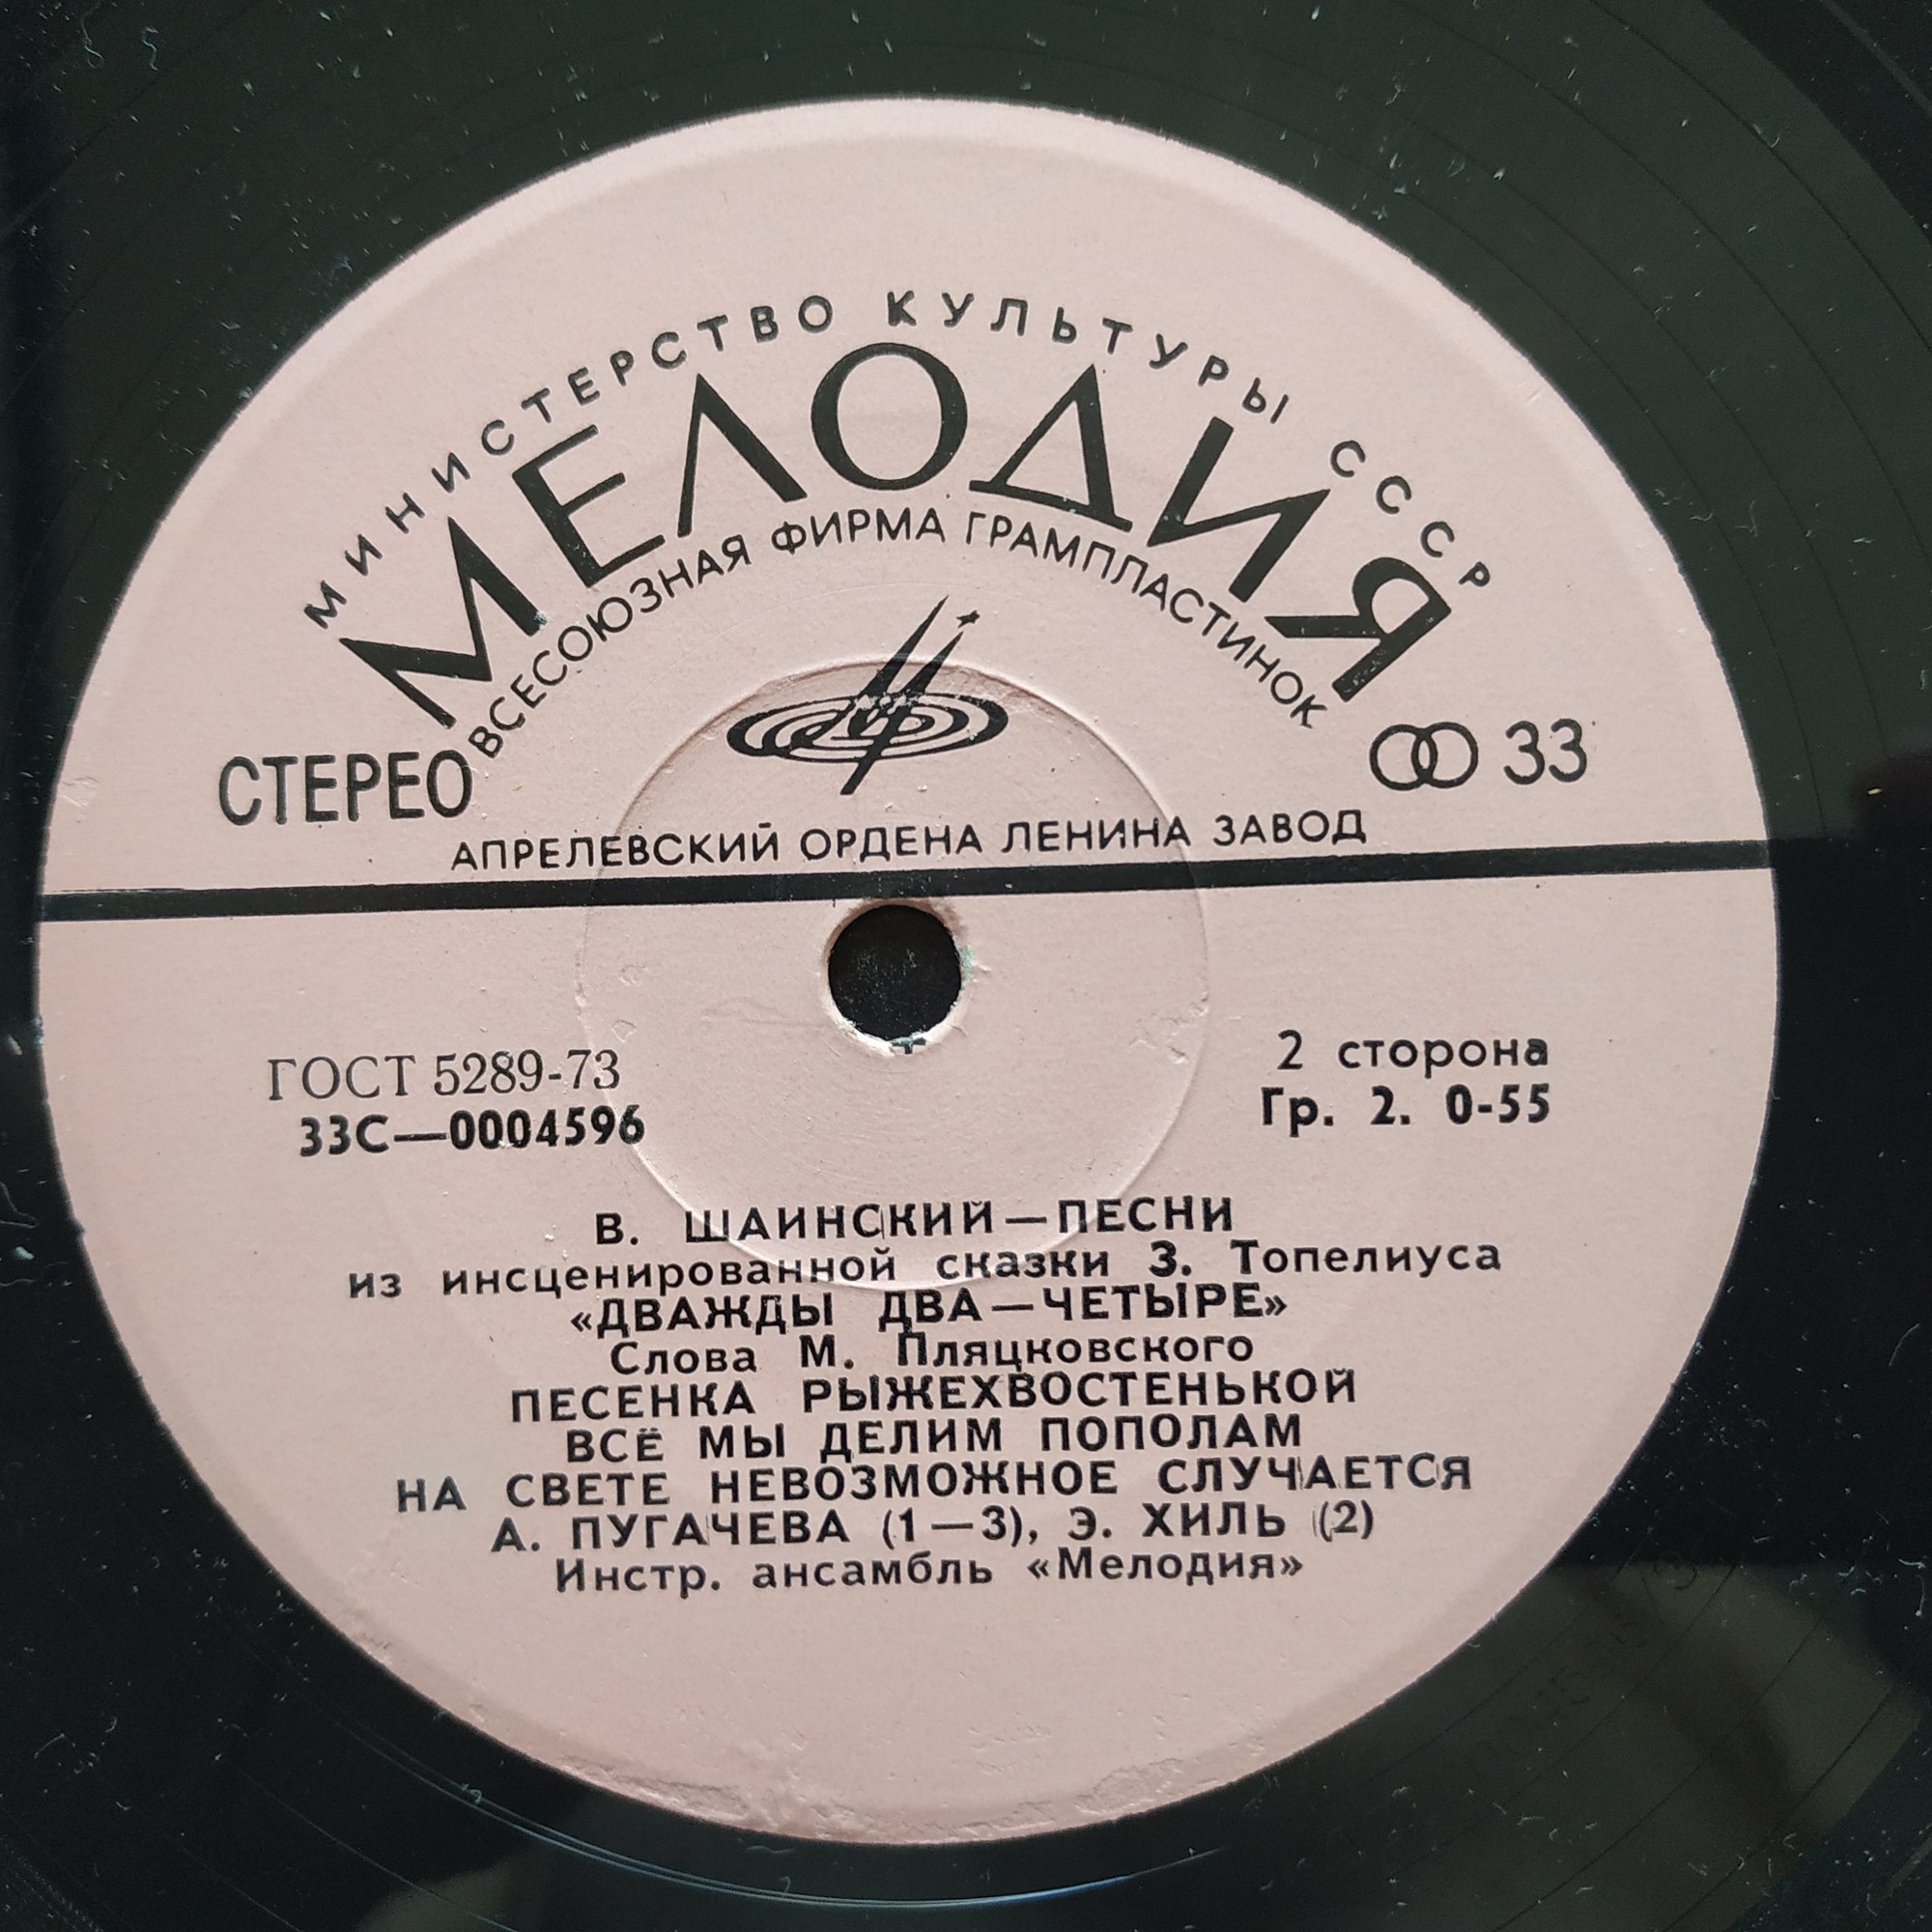 МИНИСТЕРСТВО КУЛЬТУРЫ СССР
МЕЛОДИЯ
ВСЕСОЮЗНАЯ ФИРМА ГРАМПЛАСТИНОК
СТЕРЕО
33
АПРЕЛЕВСКИЙ ОРДЕНА ЛЕНИНА ЗАВОД
ГОСТ 5289-73
33С—0004596
2 сторона
Гр. 2. 0-55
В. ШАИНСКИЙ—ПЕСНИ
из инсценированной сказки З. Топелиуса
«ДВАЖДЫ ДВА—ЧЕТЫРЕ»
Слова М. Пляцковского
ПЕСЕНКА РЫЖЕХВОСТЕНЬКОЙ
ВСЁ МЫ ДЕЛИМ ПОПОЛАМ
НА СВЕТЕ НЕВОЗМОЖНОЕ СЛУЧАЕТСЯ
А. ПУГАЧЕВА (1—3), Э. ХИЛЬ (2)
Инстр. ансамбль «Мелодия»